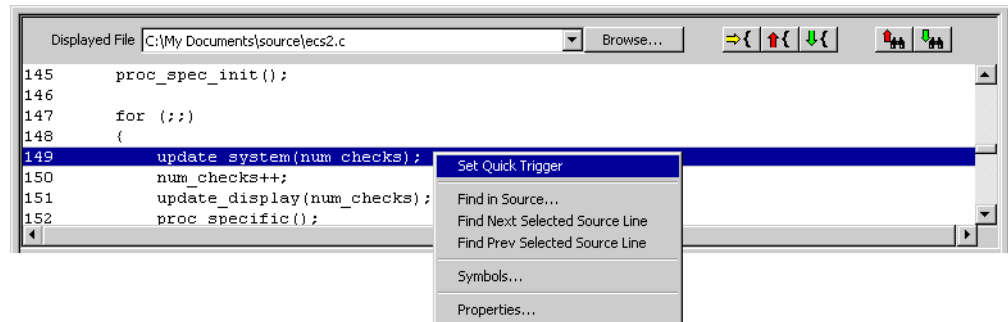 Displayed File C:\My Documents\source\ecs2.c Browse...
145 proc_spec_init();
146
147 for (;;)
148 {
149 update_system(num_checks);
150 num_checks++;
151 update_display(num_checks);
152 proc_specific();
Set Quick Trigger
Find in Source...
Find Next Selected Source Line
Find Prev Selected Source Line
Symbols...
Properties...